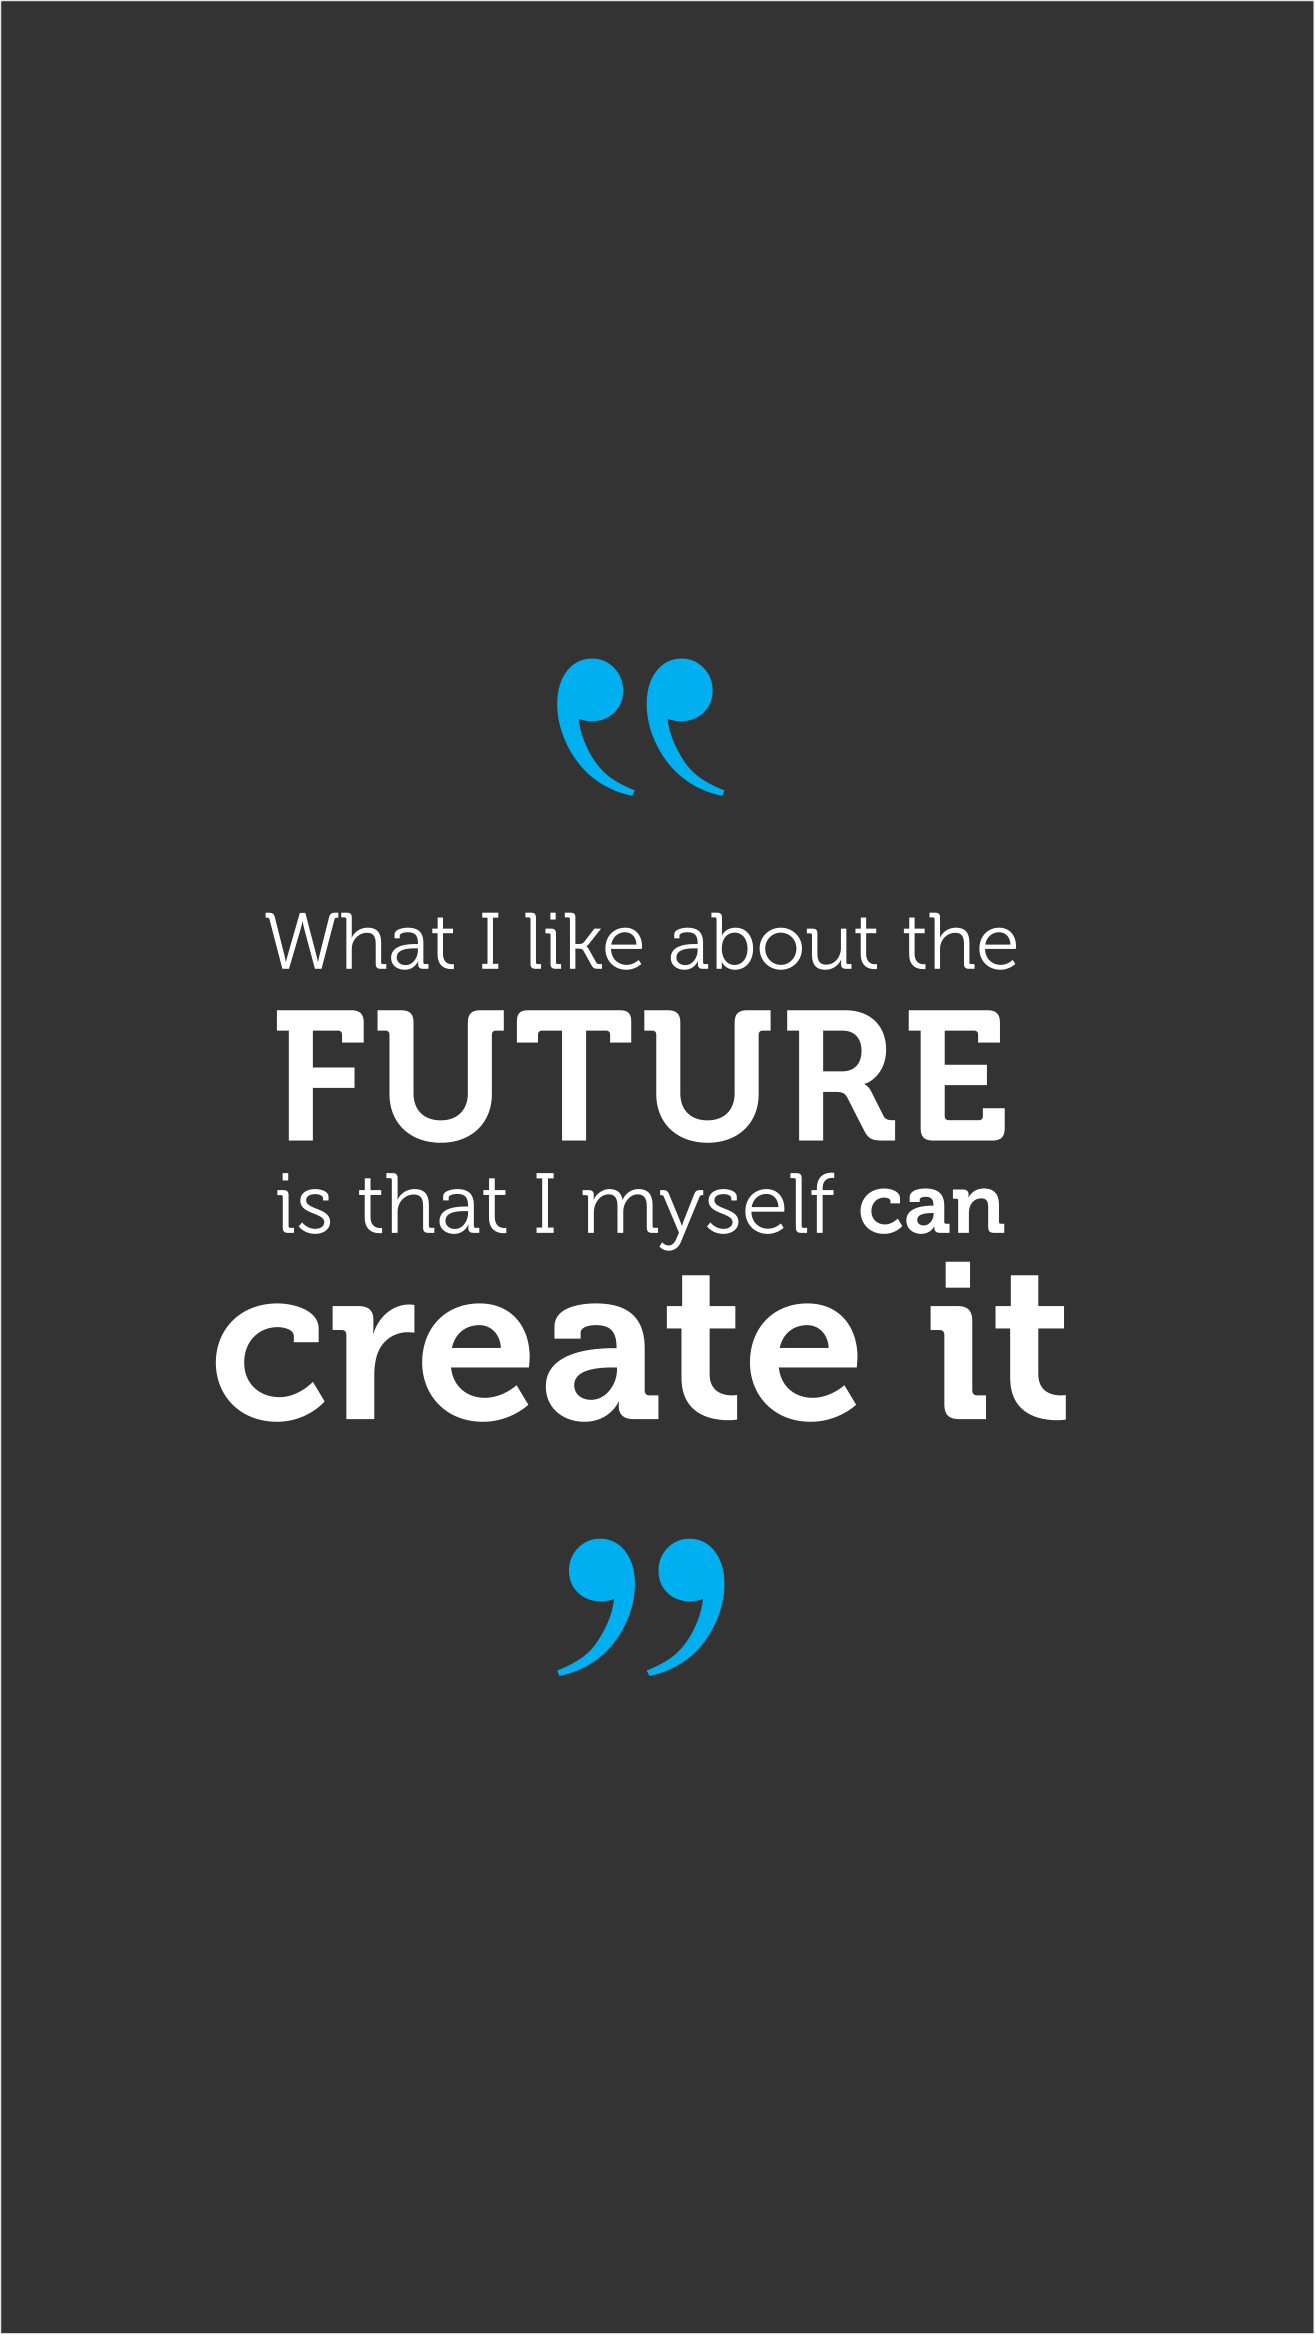 “
What I like about the
FUTURE
is that I myself can
create it
”